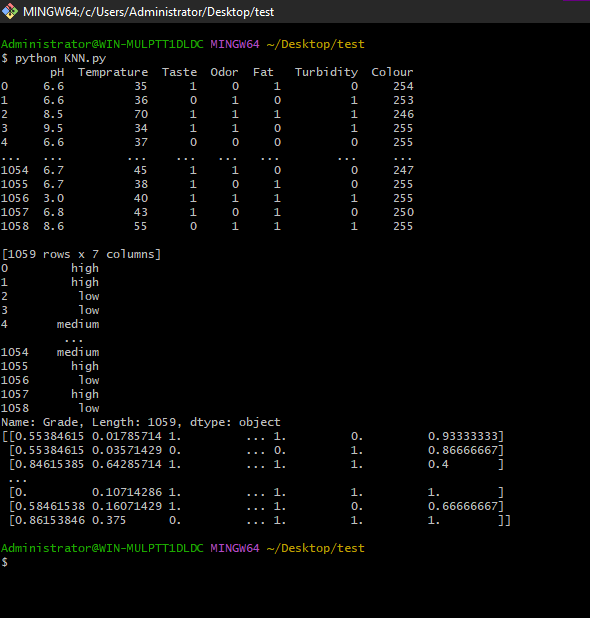 MINGW64:/c/Users/Administrator/Desktop/test
Administrator@WIN-MULPTT1DLDC MINGW64 ~/Desktop/test
$ python KNN.py
       pH  Temprature  Taste  Odor  Fat   Turbidity  Colour
0     6.6          35      1     0     1          0     254
1     6.6          36      0     1     0          1     253
2     8.5          70      1     1     1          1     246
3     9.5          34      1     1     0          1     255
4     6.6          37      0     0     0          0     255
...   ...         ...    ...   ...   ...        ...     ...
1054  6.7          45      1     1     0          0     247
1055  6.7          38      1     0     1          0     255
1056  3.0          40      1     1     1          1     255
1057  6.8          43      1     0     1          0     250
1058  8.6          55      0     1     1          1     255
[1059 rows x 7 columns]
0         high
1         high
2          low
3          low
4       medium
         ...
1054    medium
1055      high
1056       low
1057      high
1058       low
Name: Grade, Length: 1059, dtype: object
[[0.55384615 0.01785714 1.         ... 1.         0.         0.93333333]
 [0.55384615 0.03571429 0.         ... 0.         1.         0.86666667]
 [0.84615385 0.64285714 1.         ... 1.         1.         0.4       ]
 ...
 [0.         0.10714286 1.         ... 1.         1.         1.        ]
 [0.58461538 0.16071429 1.         ... 1.         0.         0.66666667]
 [0.86153846 0.375      0.         ... 1.         1.         1.        ]]
Administrator@WIN-MULPTT1DLDC MINGW64 ~/Desktop/test
$